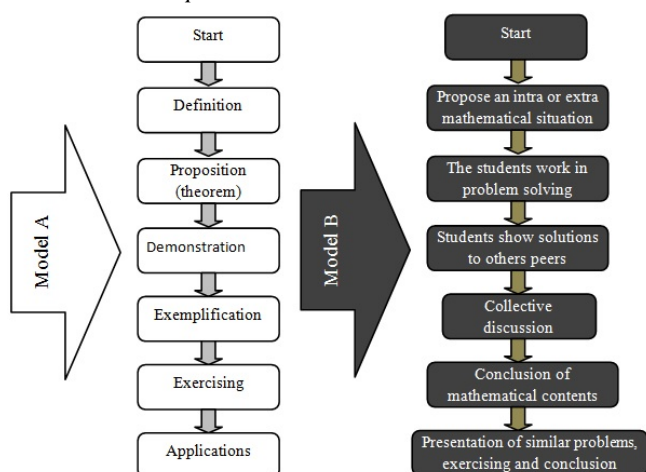 Model A
Start
Definition
Proposition
(theorem)
Demonstration
Exemplification
Exercising
Applications
Model B
Start
Propose an intra or extra
mathematical situation
The students work in
problem solving
Students show solutions
to others peers
Collective
discussion
Conclusion of
mathematical contents
Presentation of similar problems,
exercising and conclusion